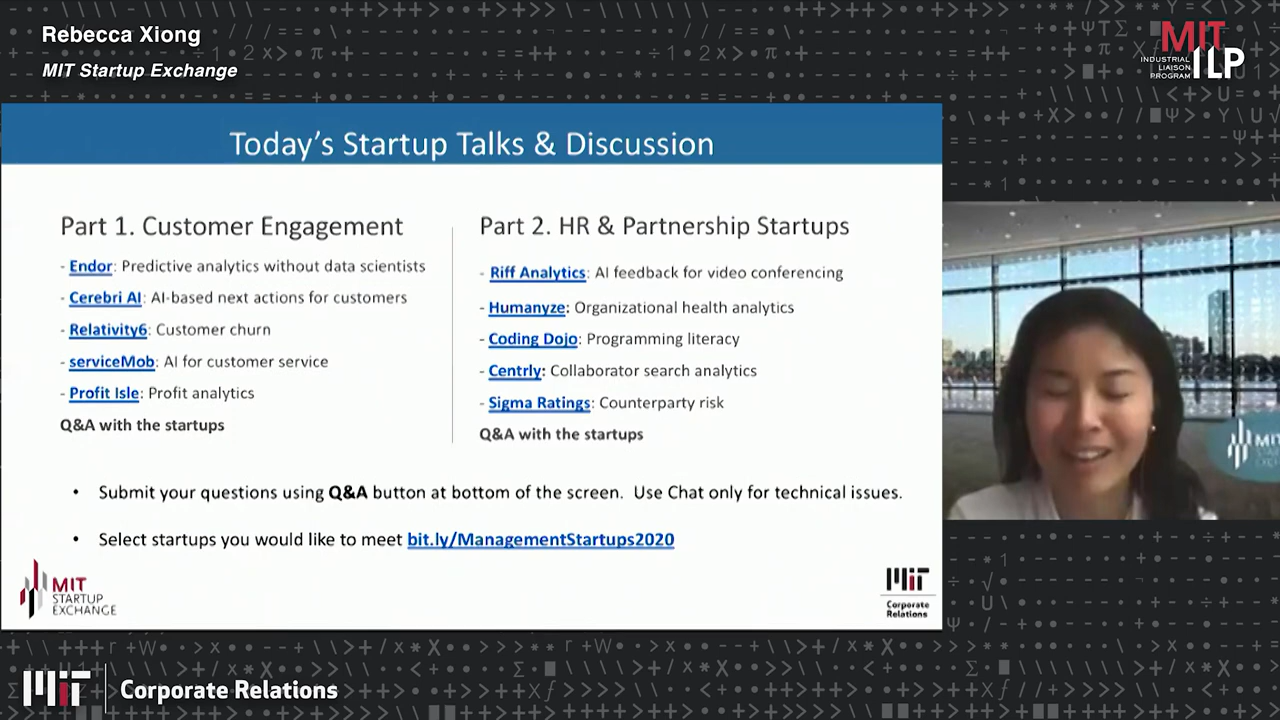 Rebecca Xiong
MIT Startup Exchange
MIT
INDUSTRIAL
LIAISON
PROGRAM
ILP
Today's Startup Talks & Discussion
Part 1. Customer Engagement
- Endor: Predictive analytics without data scientists
- Cerebri AI: AI-based next actions for customers
- Relativity6: Customer churn
- serviceMob: AI for customer service
- Profit Isle: Profit analytics
Q&A with the startups
Part 2. HR & Partnership Startups
- Riff Analytics: AI feedback for video conferencing
- Humanyze: Organizational health analytics
- Coding Dojo: Programming literacy
- Centrly: Collaborator search analytics
- Sigma Ratings: Counterparty risk
Q&A with the startups
• Submit your questions using Q&A button at bottom of the screen. Use Chat only for technical issues.
• Select startups you would like to meet bit.ly/ManagementStartups2020
MIT
STARTUP
EXCHANGE
MIT
Corporate
Relations
MIT
Corporate Relations